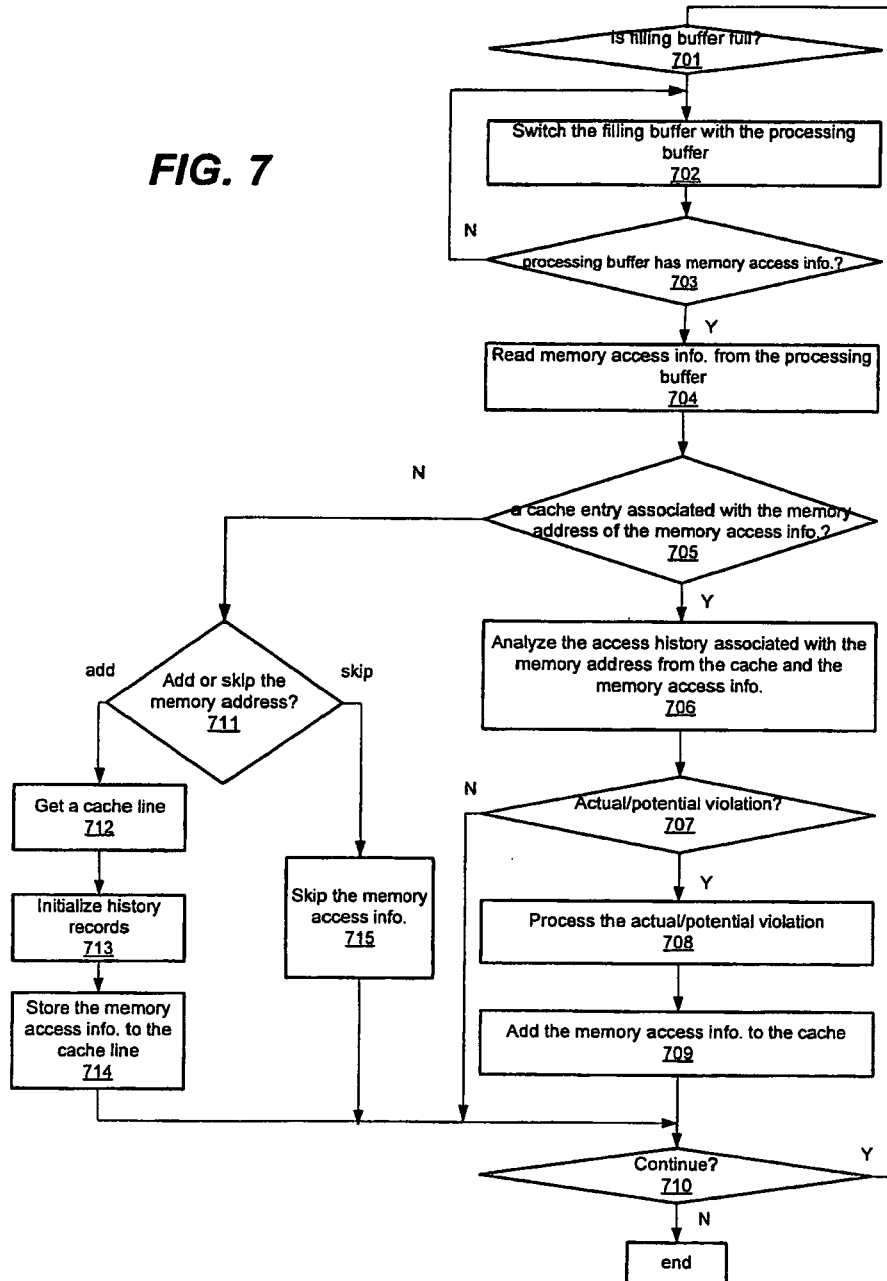 is filling buffer full?
701
FIG. 7
Switch the filling buffer with the processing
buffer
702
N
processing buffer has memory access info.?
703
Y
Read memory access info. from the processing
buffer
704
N
a cache entry associated with the memory
address of the memory access info.?
705
Y
add
Add or skip the
memory address?
711
skip
Analyze the access history associated with the
memory address from the cache and the
memory access info.
706
Get a cache line
712
N
Actual/potential violation?
707
Y
Initialize history
records
713
Skip the memory
access info.
715
Process the actual/potential violation
708
Store the memory
access info. to the
cache line
714
Add the memory access info. to the cache
709
Continue?
710
Y
N
end